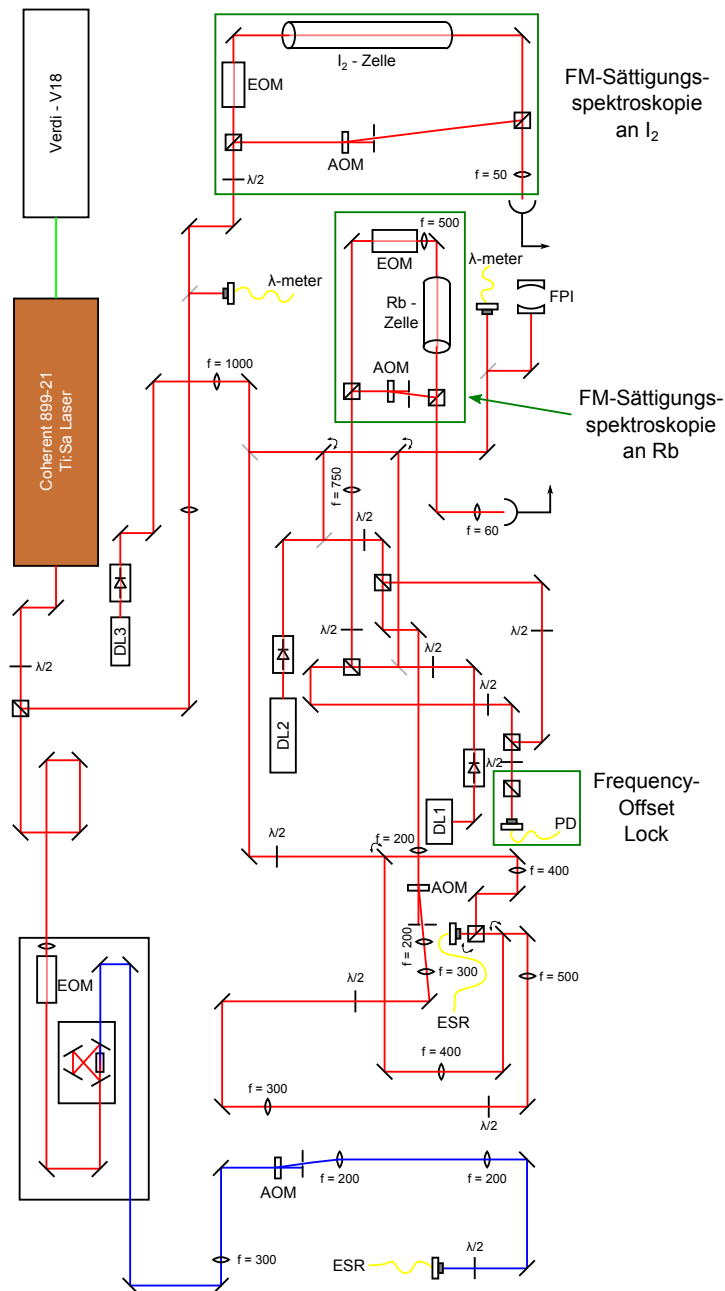 Verdi - V18
I₂ - Zelle
EOM
AOM
λ/2
f = 50
FM-Sättigungs-
spektroskopie
an I₂
Coherent 899-21
Ti:Sa Laser
λ-meter
f = 500
EOM
Rb -
Zelle
AOM
λ-meter
FPI
FM-Sättigungs-
spektroskopie
an Rb
f = 1000
f = 750
f = 60
λ/2
DL3
λ/2
λ/2
λ/2
λ/2
λ/2
DL2
λ/2
DL1
PD
Frequency-
Offset
Lock
λ/2
f = 200
f = 400
AOM
f = 200
f = 300
ESR
λ/2
f = 500
EOM
f = 400
f = 300
λ/2
AOM
f = 200
f = 200
f = 300
ESR
λ/2